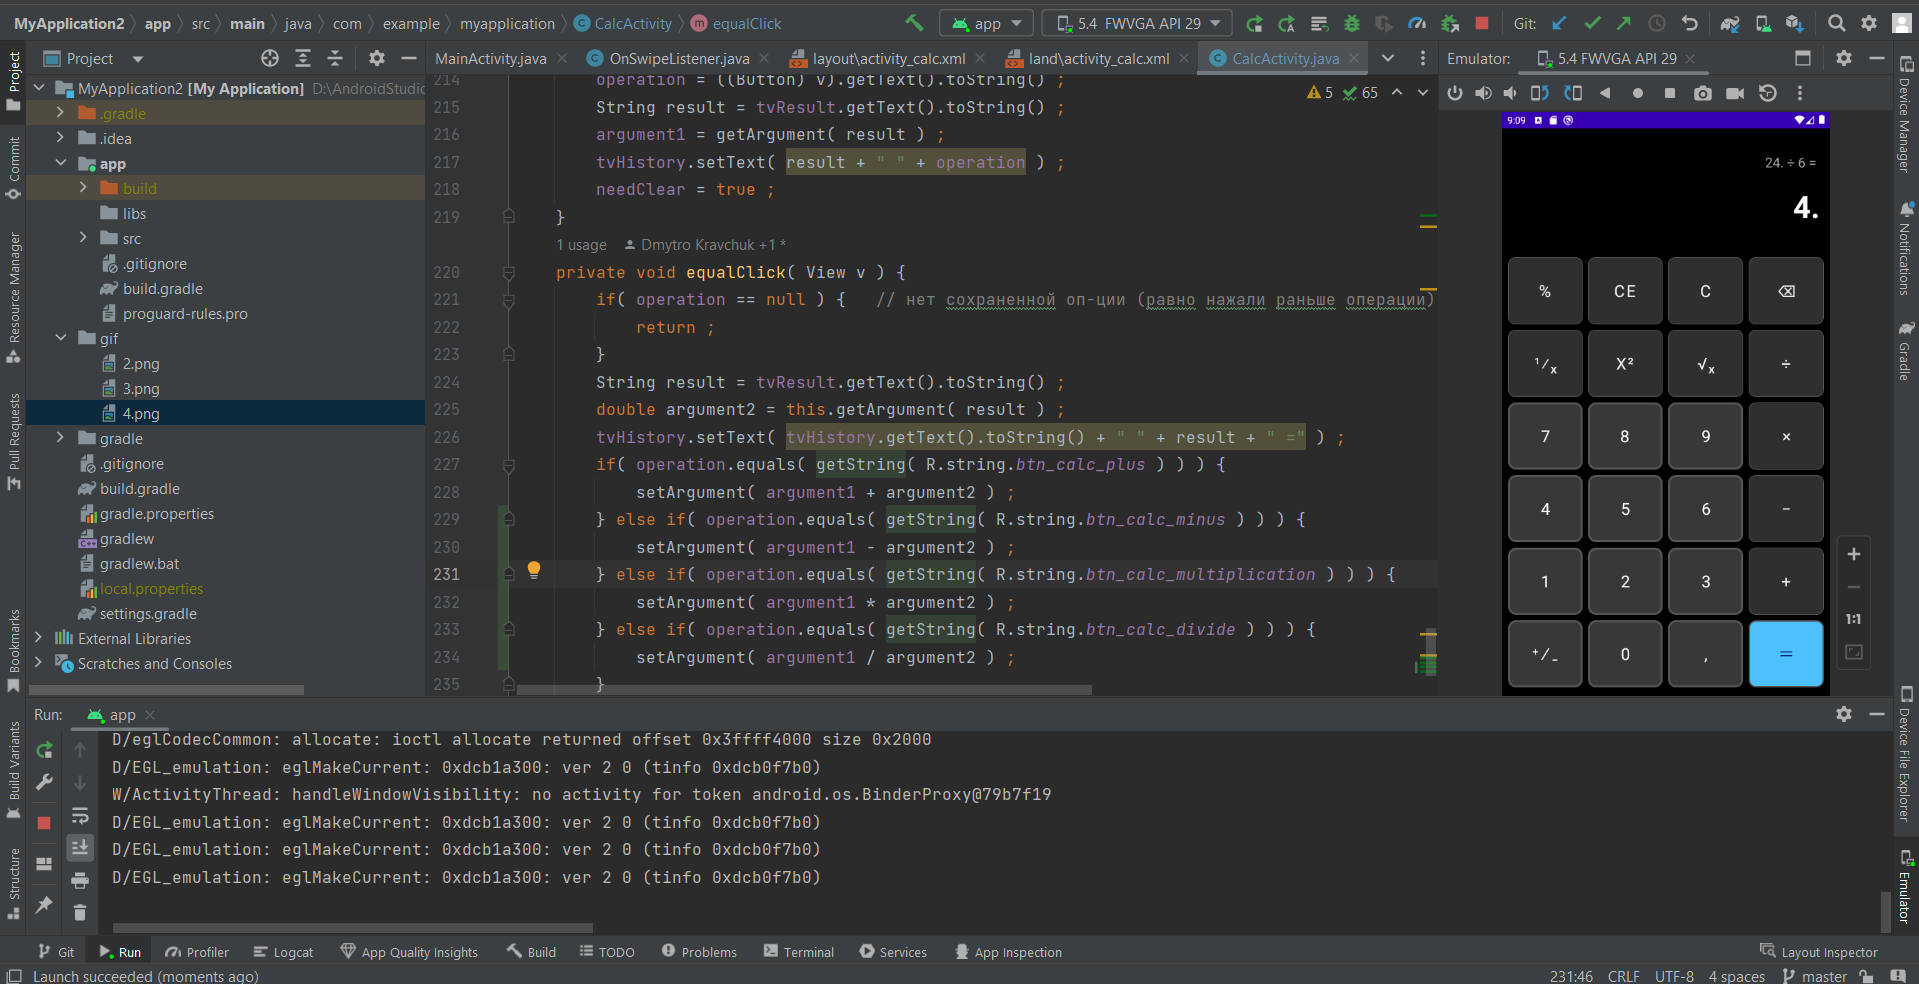 MyApplication2 app src main java com example myapplication CalcActivity equalClick app 5.4 FWVGA API 29 Git:
Project
MainActivity.java OnSwipeListener.java layout\activity_calc.xml land\activity_calc.xml CalcActivity.java
Emulator: 5.4 FWVGA API 29
Project
Commit
Resource Manager
Pull Requests
Bookmarks
Build Variants
Structure
MyApplication2 [My Application] D:\AndroidStudic
.gradle
.idea
app
build
libs
src
.gitignore
build.gradle
proguard-rules.pro
gif
2.png
3.png
4.png
gradle
.gitignore
build.gradle
gradle.properties
gradlew
gradlew.bat
local.properties
settings.gradle
External Libraries
Scratches and Consoles
5 65
214 operation = ((Button) v).getText().toString() ;
215 String result = tvResult.getText().toString() ;
216 argument1 = getArgument( result ) ;
217 tvHistory.setText( result + " " + operation ) ;
218 needClear = true ;
219 }
1 usage Dmytro Kravchuk +1 *
220 private void equalClick( View v ) {
221 if( operation == null ) { // нет сохраненной оп-ции (равно нажали раньше операции)
222 return ;
223 }
224 String result = tvResult.getText().toString() ;
225 double argument2 = this.getArgument( result ) ;
226 tvHistory.setText( tvHistory.getText().toString() + " " + result + " =" ) ;
227 if( operation.equals( getString( R.string.btn_calc_plus ) ) ) {
228 setArgument( argument1 + argument2 ) ;
229 } else if( operation.equals( getString( R.string.btn_calc_minus ) ) ) {
230 setArgument( argument1 - argument2 ) ;
231 } else if( operation.equals( getString( R.string.btn_calc_multiplication ) ) ) {
232 setArgument( argument1 * argument2 ) ;
233 } else if( operation.equals( getString( R.string.btn_calc_divide ) ) ) {
234 setArgument( argument1 / argument2 ) ;
235 }
9:09
24. ÷ 6 =
4.
% CE C ⌫
¹/ₓ X² √ₓ ÷
7 8 9 ×
4 5 6 −
1 2 3 +
+/- 0 , =
1:1
Device Manager
Notifications
Gradle
Device File Explorer
Emulator
Run: app
D/eglCodecCommon: allocate: ioctl allocate returned offset 0x3ffff4000 size 0x2000
D/EGL_emulation: eglMakeCurrent: 0xdcb1a300: ver 2 0 (tinfo 0xdcb0f7b0)
W/ActivityThread: handleWindowVisibility: no activity for token android.os.BinderProxy@79b7f19
D/EGL_emulation: eglMakeCurrent: 0xdcb1a300: ver 2 0 (tinfo 0xdcb0f7b0)
D/EGL_emulation: eglMakeCurrent: 0xdcb1a300: ver 2 0 (tinfo 0xdcb0f7b0)
D/EGL_emulation: eglMakeCurrent: 0xdcb1a300: ver 2 0 (tinfo 0xdcb0f7b0)
Git Run Profiler Logcat App Quality Insights Build TODO Problems Terminal Services App Inspection Layout Inspector
Launch succeeded (moments ago) 231:46 CRLF UTF-8 4 spaces master